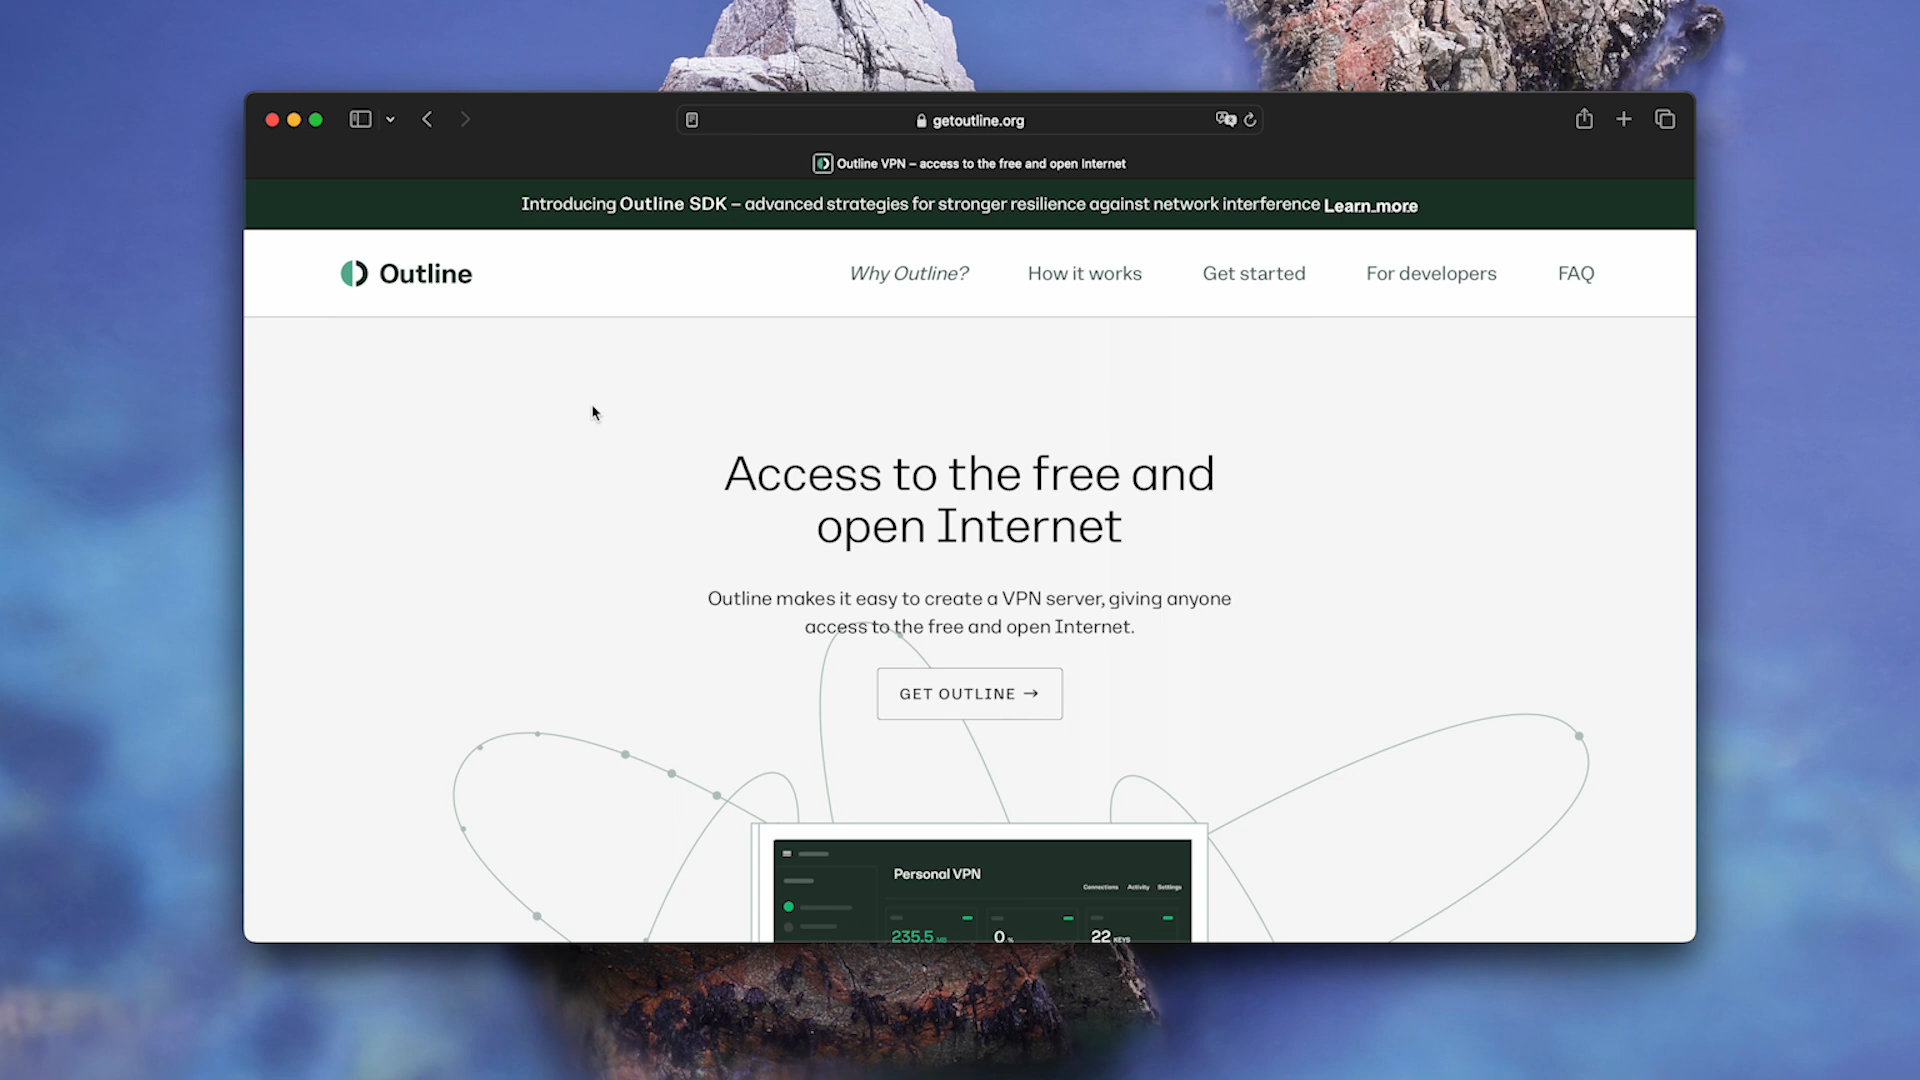 getoutline.org
Outline VPN – access to the free and open Internet
Introducing Outline SDK – advanced strategies for stronger resilience against network interference Learn more
Outline
Why Outline?
How it works
Get started
For developers
FAQ
Access to the free and
open Internet
Outline makes it easy to create a VPN server, giving anyone
access to the free and open Internet.
GET OUTLINE →
Personal VPN
Connections Activity Settings
235.5 MB
0 %
22 KEYS